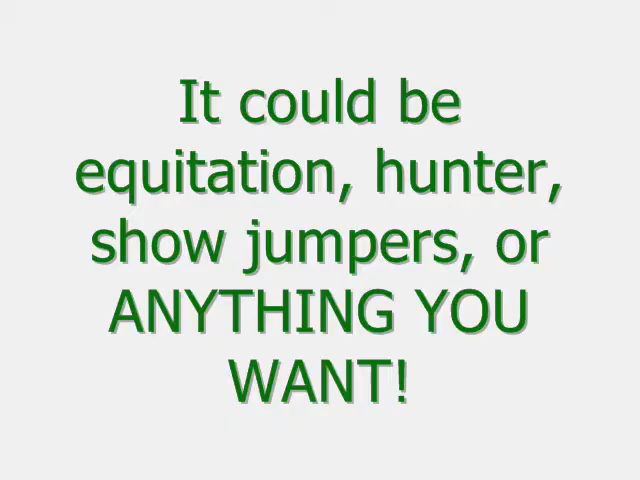 It could be
equitation, hunter,
show jumpers, or
ANYTHING YOU
WANT!